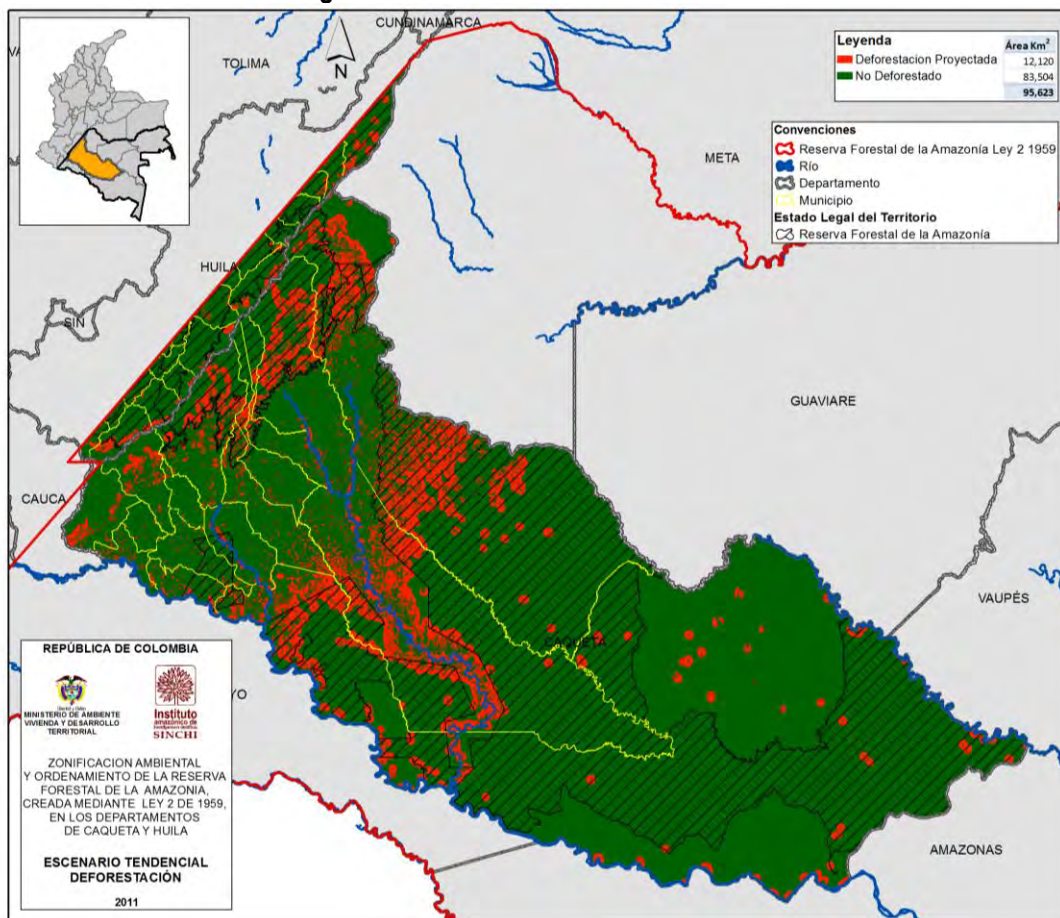 CUNDINAMARCA
TOLIMA
N
META
HUILA
GUAVIARE
CAUCA
VAUPÉS
CAQUETA
YO
AMAZONAS
Leyenda
Área Km²
Deforestacion Proyectada 12,120
No Deforestado 83,504
95,623
Convenciones
Reserva Forestal de la Amazonía Ley 2 1959
Río
Departamento
Municipio
Estado Legal del Territorio
Reserva Forestal de la Amazonía
REPÚBLICA DE COLOMBIA
MINISTERIO DE AMBIENTE
VIVIENDA Y DESARROLLO
TERRITORIAL
Instituto
amazónico de
SINCHI
ZONIFICACION AMBIENTAL
Y ORDENAMIENTO DE LA RESERVA
FORESTAL DE LA AMAZONIA,
CREADA MEDIANTE LEY 2 DE 1959,
EN LOS DEPARTAMENTOS
DE CAQUETA Y HUILA
ESCENARIO TENDENCIAL
DEFORESTACIÓN
2011